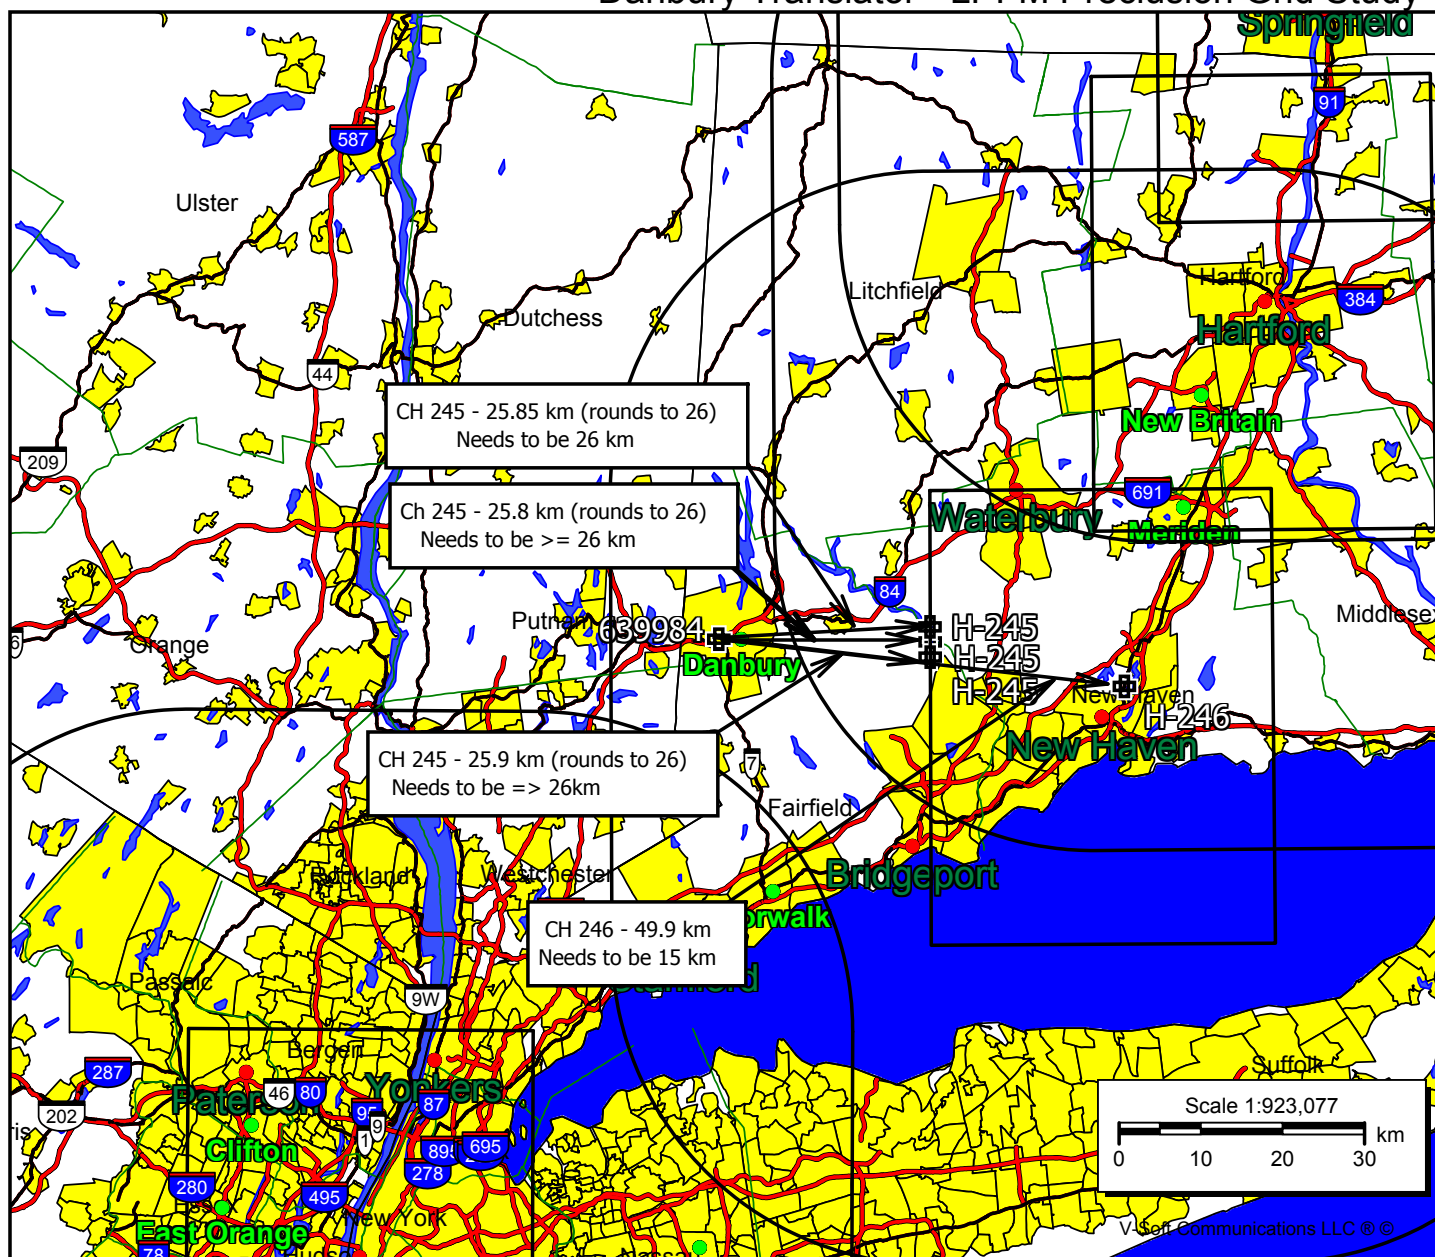 Danbury Translator - LPFM Preclusion Grid Study
Springfield
91
587
Ulster
Hartford
384
Litchfield
Dutchess
Hartford
44
CH 245 - 25.85 km (rounds to 26)
Needs to be 26 km
New Britain
209
691
Ch 245 - 25.8 km (rounds to 26)
Needs to be >= 26 km
Waterbury
Meriden
84
Middlesex
Putnam
639984
H-245
Orange
Danbury
H-245
H-245
New Haven
H-246
New Haven
CH 245 - 25.9 km (rounds to 26)
Needs to be => 26km
7
Fairfield
Rockland
Westchester
Bridgeport
orwalk
CH 246 - 49.9 km
Needs to be 15 km
Stamford
Passaic
9W
Bergen
287
Suffolk
46
80
Yonkers
Paterson
95
87
202
9
1
ris
Clifton
895
695
278
280
495
Scale 1:923,077
km
0 10 20 30
New York
East Orange
V-Soft Communications LLC ® ©
78
Hudson
Nassau